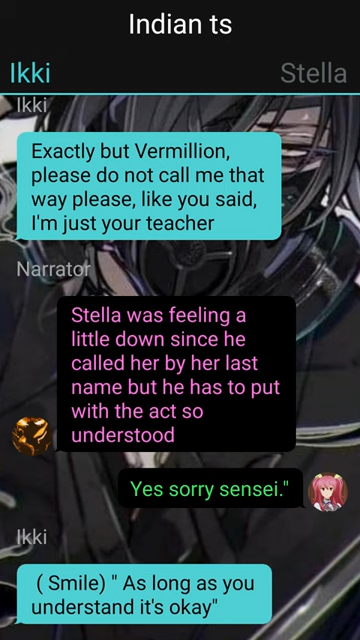 Indian ts
Ikki
Stella
Ikki
Exactly but Vermillion,
please do not call me that
way please, like you said,
I'm just your teacher
Narrator
Stella was feeling a
little down since he
called her by her last
name but he has to put
with the act so
understood
Yes sorry sensei."
Ikki
( Smile) " As long as you
understand it's okay"